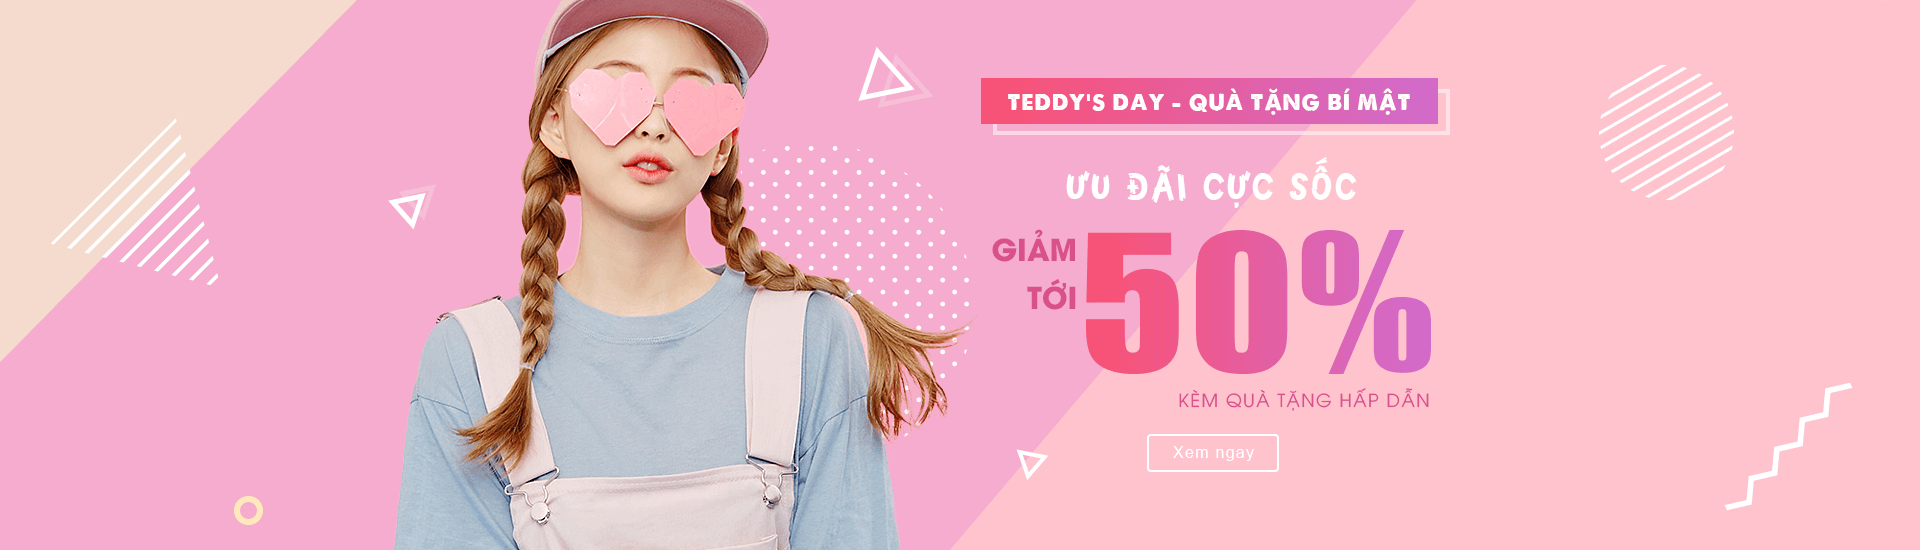 TEDDY'S DAY - QUÀ TẶNG BÍ MẬT
ƯU ĐÃI CỰC SỐC
GIẢM
TỚI
50%
KÈM QUÀ TẶNG HẤP DẪN
Xem ngay